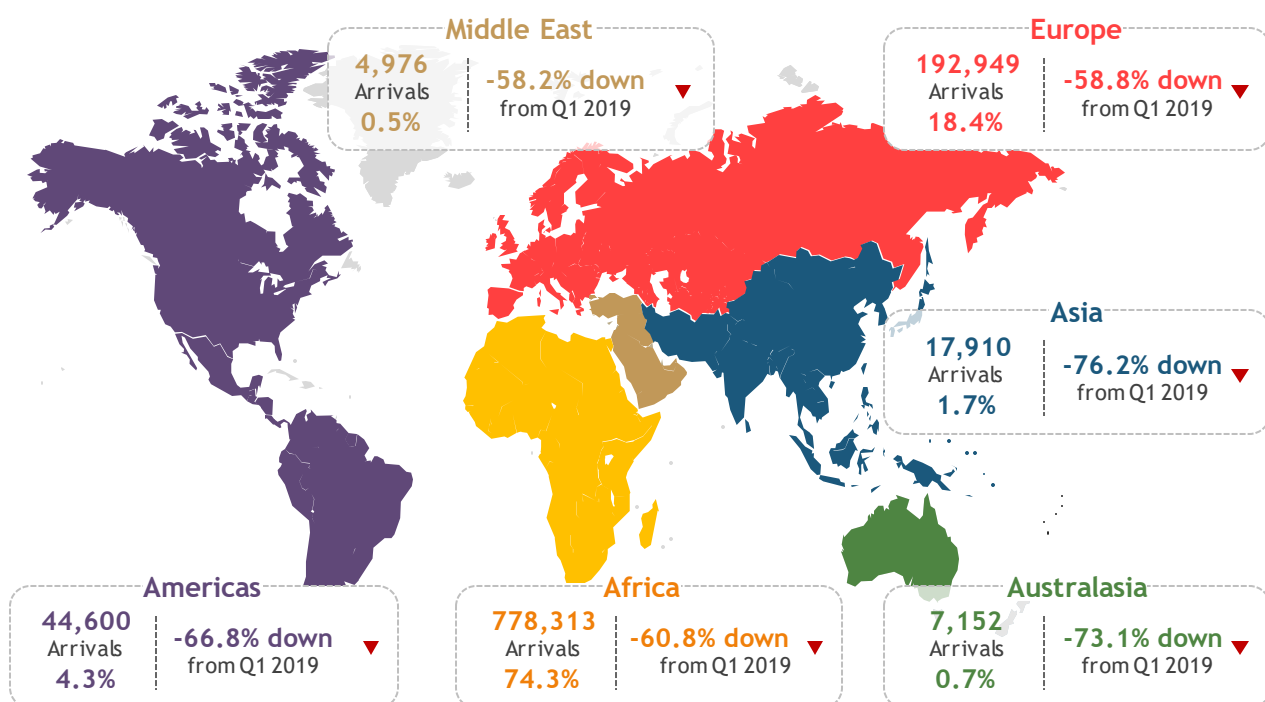 Middle East
4,976
Arrivals
0.5%
-58.2% down
from Q1 2019
Europe
192,949
Arrivals
18.4%
-58.8% down
from Q1 2019
Asia
17,910
Arrivals
1.7%
-76.2% down
from Q1 2019
Americas
44,600
Arrivals
4.3%
-66.8% down
from Q1 2019
Africa
778,313
Arrivals
74.3%
-60.8% down
from Q1 2019
Australasia
7,152
Arrivals
0.7%
-73.1% down
from Q1 2019